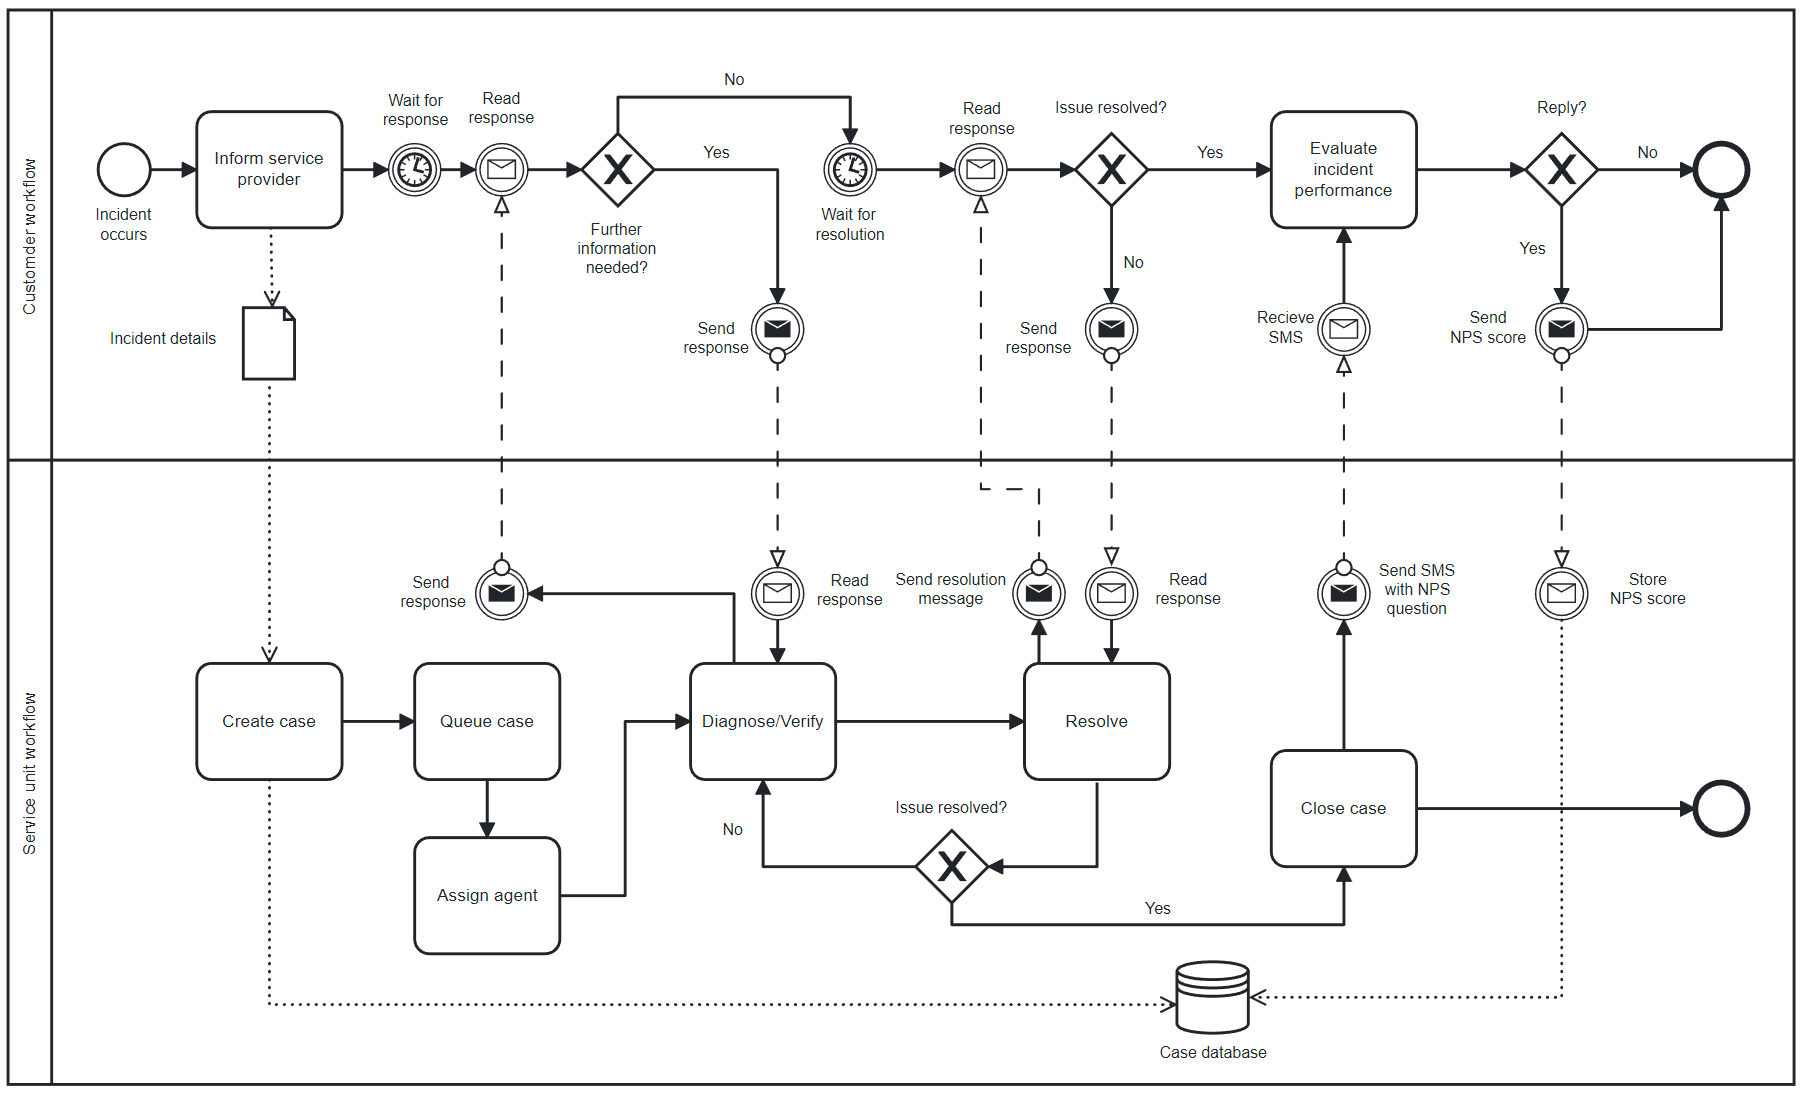 Customder workflow
No
Wait for
response
Read
response
Read
response
Issue resolved?
Reply?
Inform service
provider
Yes
Yes
Evaluate
incident
performance
No
Incident
occurs
Further
information
needed?
Wait for
resolution
No
Yes
Incident details
Send
response
Send
response
Recieve
SMS
Send
NPS score
Service unit workflow
Send
response
Read
response
Send resolution
message
Read
response
Send SMS
with NPS
question
Store
NPS score
Create case
Queue case
Diagnose/Verify
Resolve
Issue resolved?
Close case
No
Assign agent
Yes
Case database